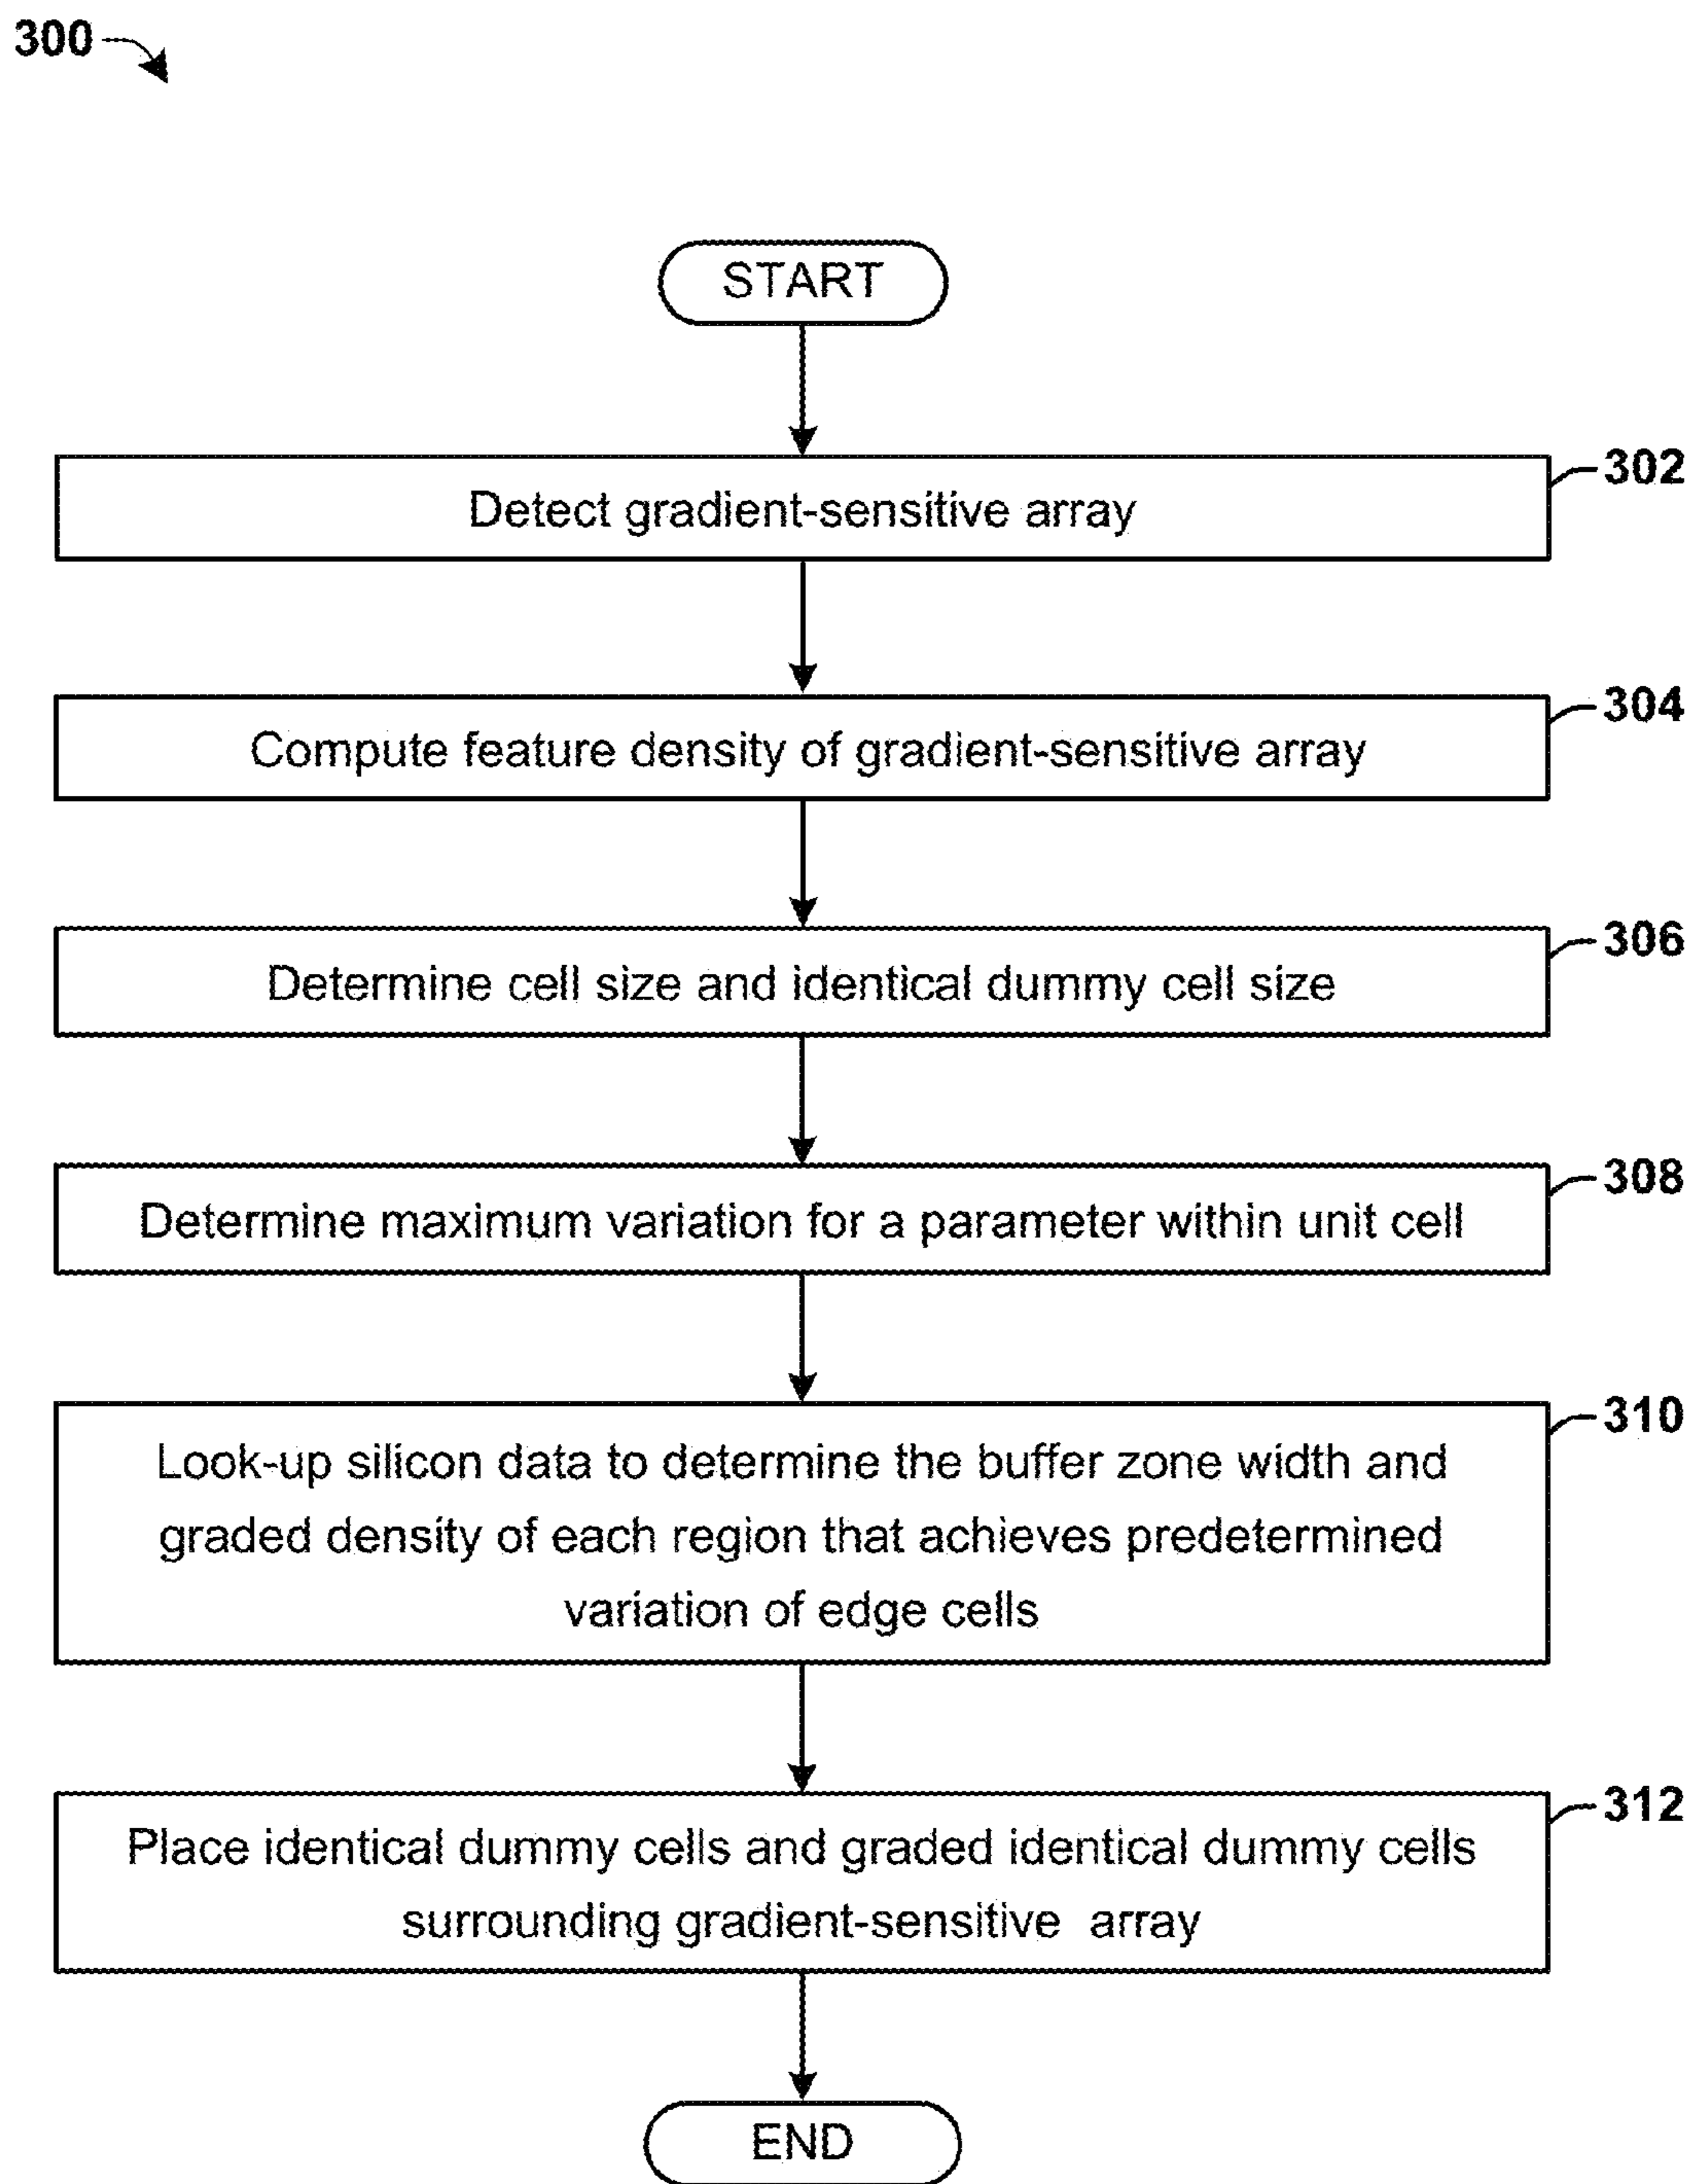 300
START
302
Detect gradient-sensitive array
304
Compute feature density of gradient-sensitive array
306
Determine cell size and identical dummy cell size
308
Determine maximum variation for a parameter within unit cell
310
Look-up silicon data to determine the buffer zone width and
graded density of each region that achieves predetermined
variation of edge cells
312
Place identical dummy cells and graded identical dummy cells
surrounding gradient-sensitive array
END